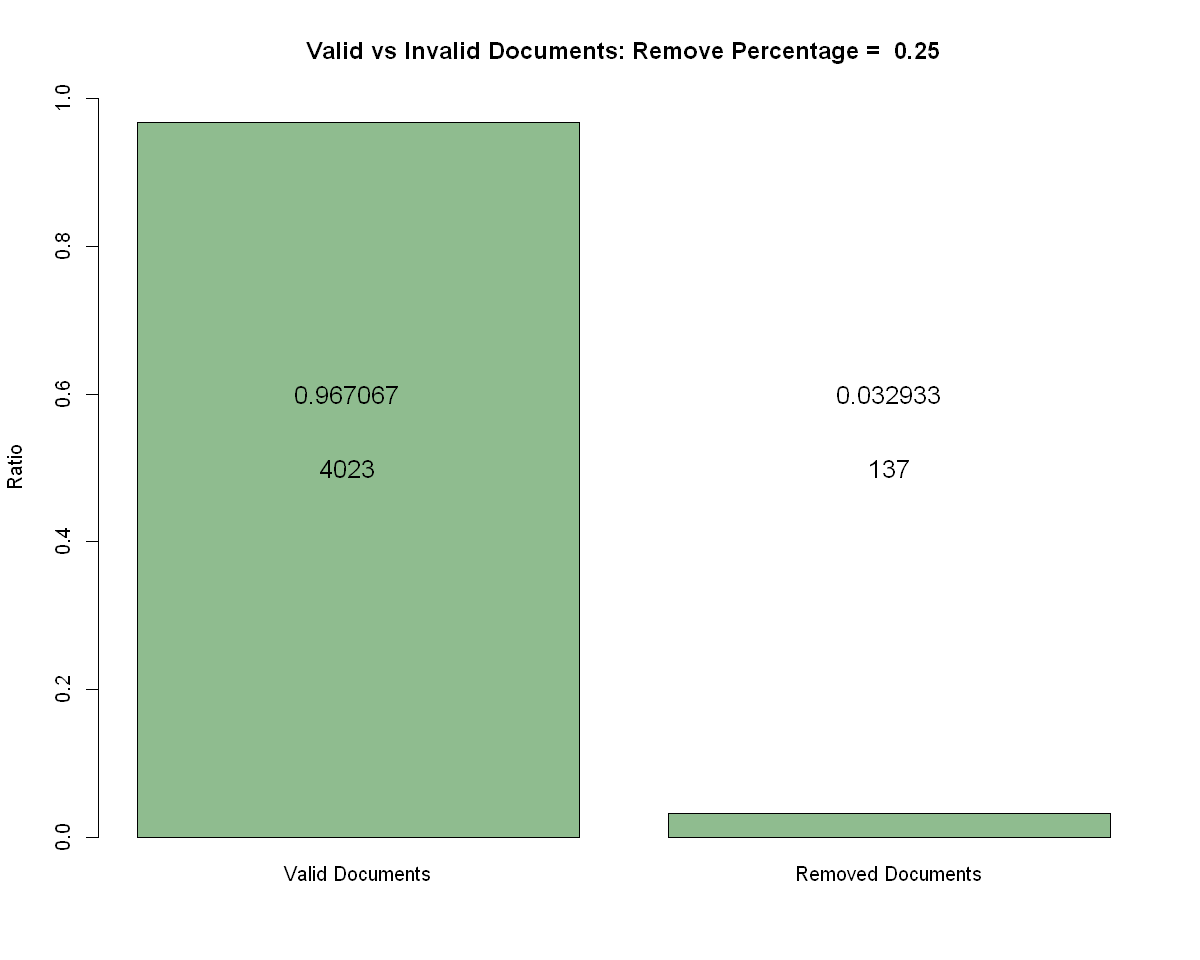 Valid vs Invalid Documents: Remove Percentage =  0.25
Ratio
1.0
0.8
0.6
0.4
0.2
0.0
0.967067
4023
0.032933
137
Valid Documents
Removed Documents